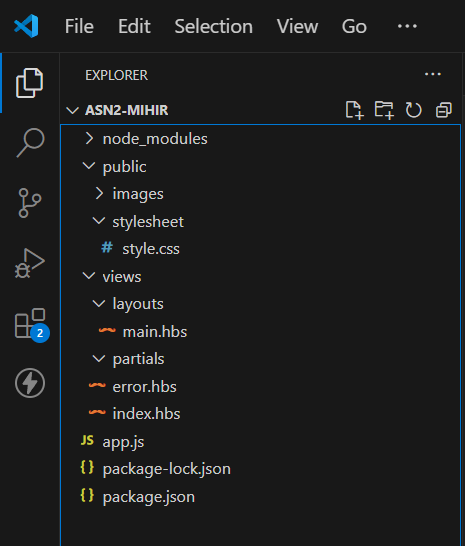 File Edit Selection View Go ...
EXPLORER ...
ASN2-MIHIR
node_modules
public
images
stylesheet
# style.css
views
layouts
main.hbs
partials
error.hbs
index.hbs
JS app.js
{} package-lock.json
{} package.json
2